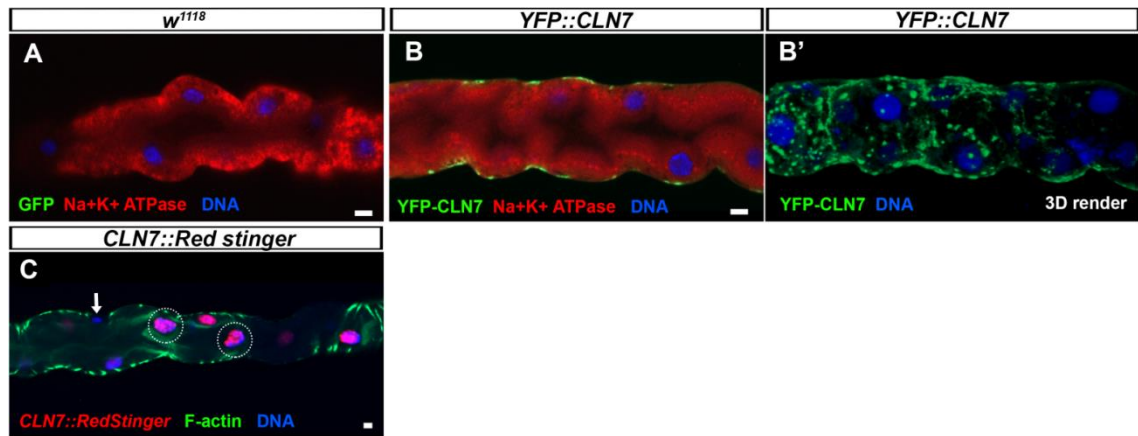 w¹¹¹⁸
YFP::CLN7
YFP::CLN7
A
B
B’
GFP Na+K+ ATPase DNA
YFP-CLN7 Na+K+ ATPase DNA
YFP-CLN7 DNA 3D render
CLN7::Red stinger
C
CLN7::RedStinger F-actin DNA